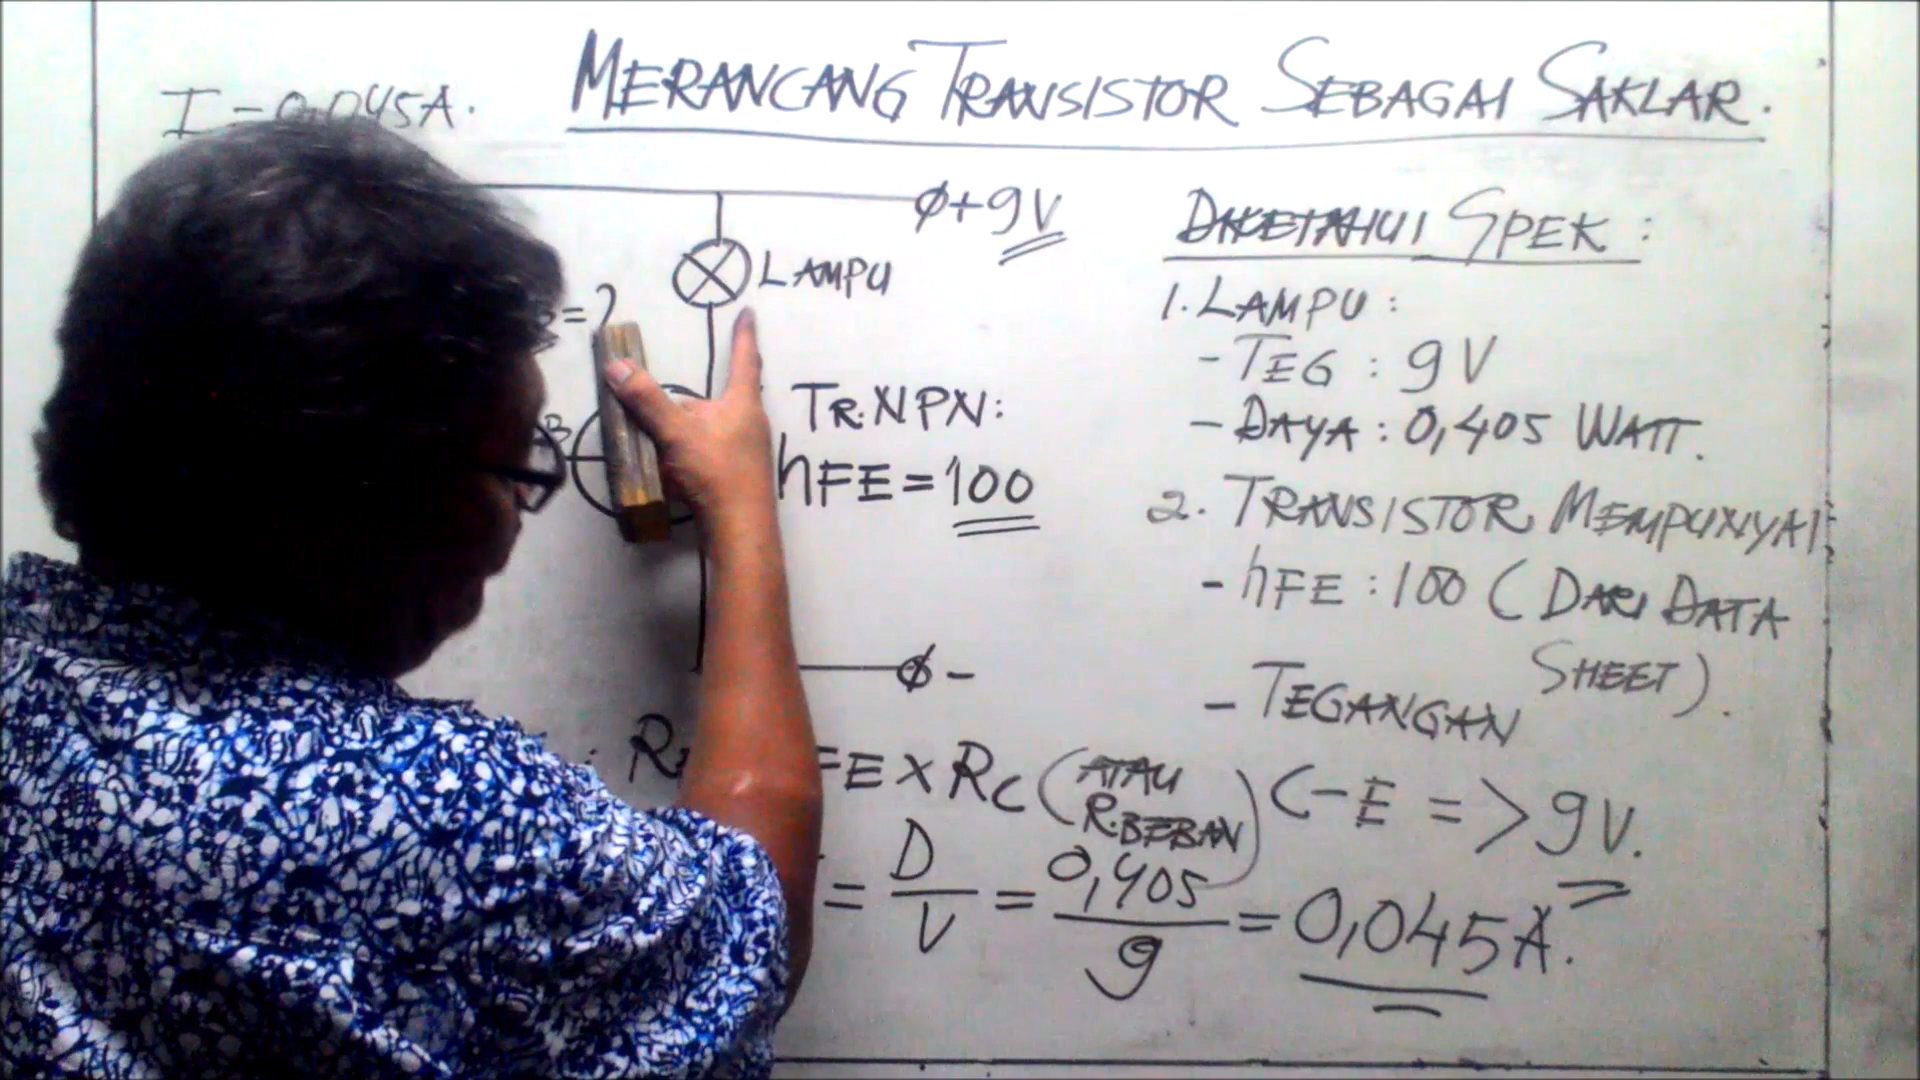 MERANCANG TRANSISTOR SEBAGAI SAKLAR.
I = 0,045A.
+9V
LAMPU
= ?
B
TR. NPN:
hFE = 100
-
DIKETAHUI SPEK :
1. LAMPU :
- TEG : 9V
- DAYA : 0,405 WATT.
2. TRANSISTOR MEMPUNYAI
- hFE : 100 (DARI DATA
SHEET).
- TEGANGAN
C-E => 9V.
: R FE X RC (ATAU
R.BEBAN)
= D/V = 0,405/9 = 0,045A.